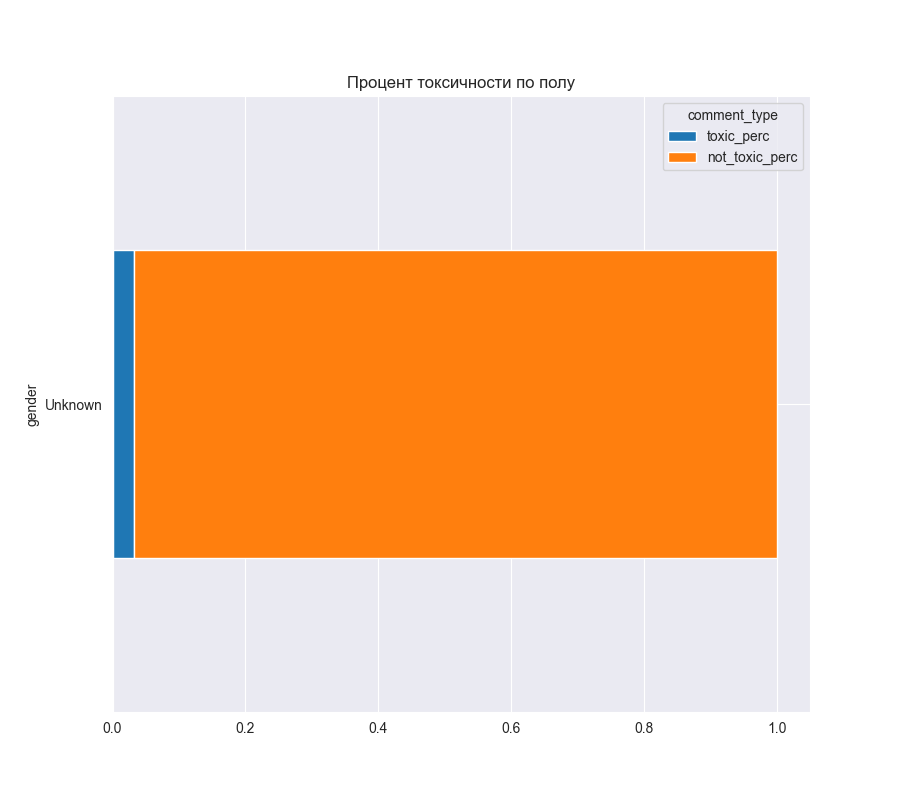 Процент токсичности по полу
comment_type
toxic_perc
not_toxic_perc
gender
Unknown
0.0
0.2
0.4
0.6
0.8
1.0